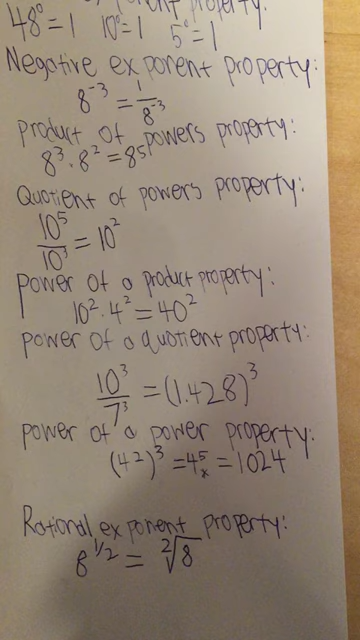 exponent property:
48⁰ = 1 10⁰ = 1 5⁰ = 1
Negative exponent property:
8⁻³ = 1/8⁻³
product of powers property:
8³ · 8² = 8⁵
Quotient of powers property:
10⁵/10³ = 10²
power of a product property:
10² · 4² = 40²
power of a quotient property:
10³/7³ = (1.428)³
power of a power property:
(42)³ = 4⁵ₓ = 1024
Rational exponent property:
8^1/2 = ²√8